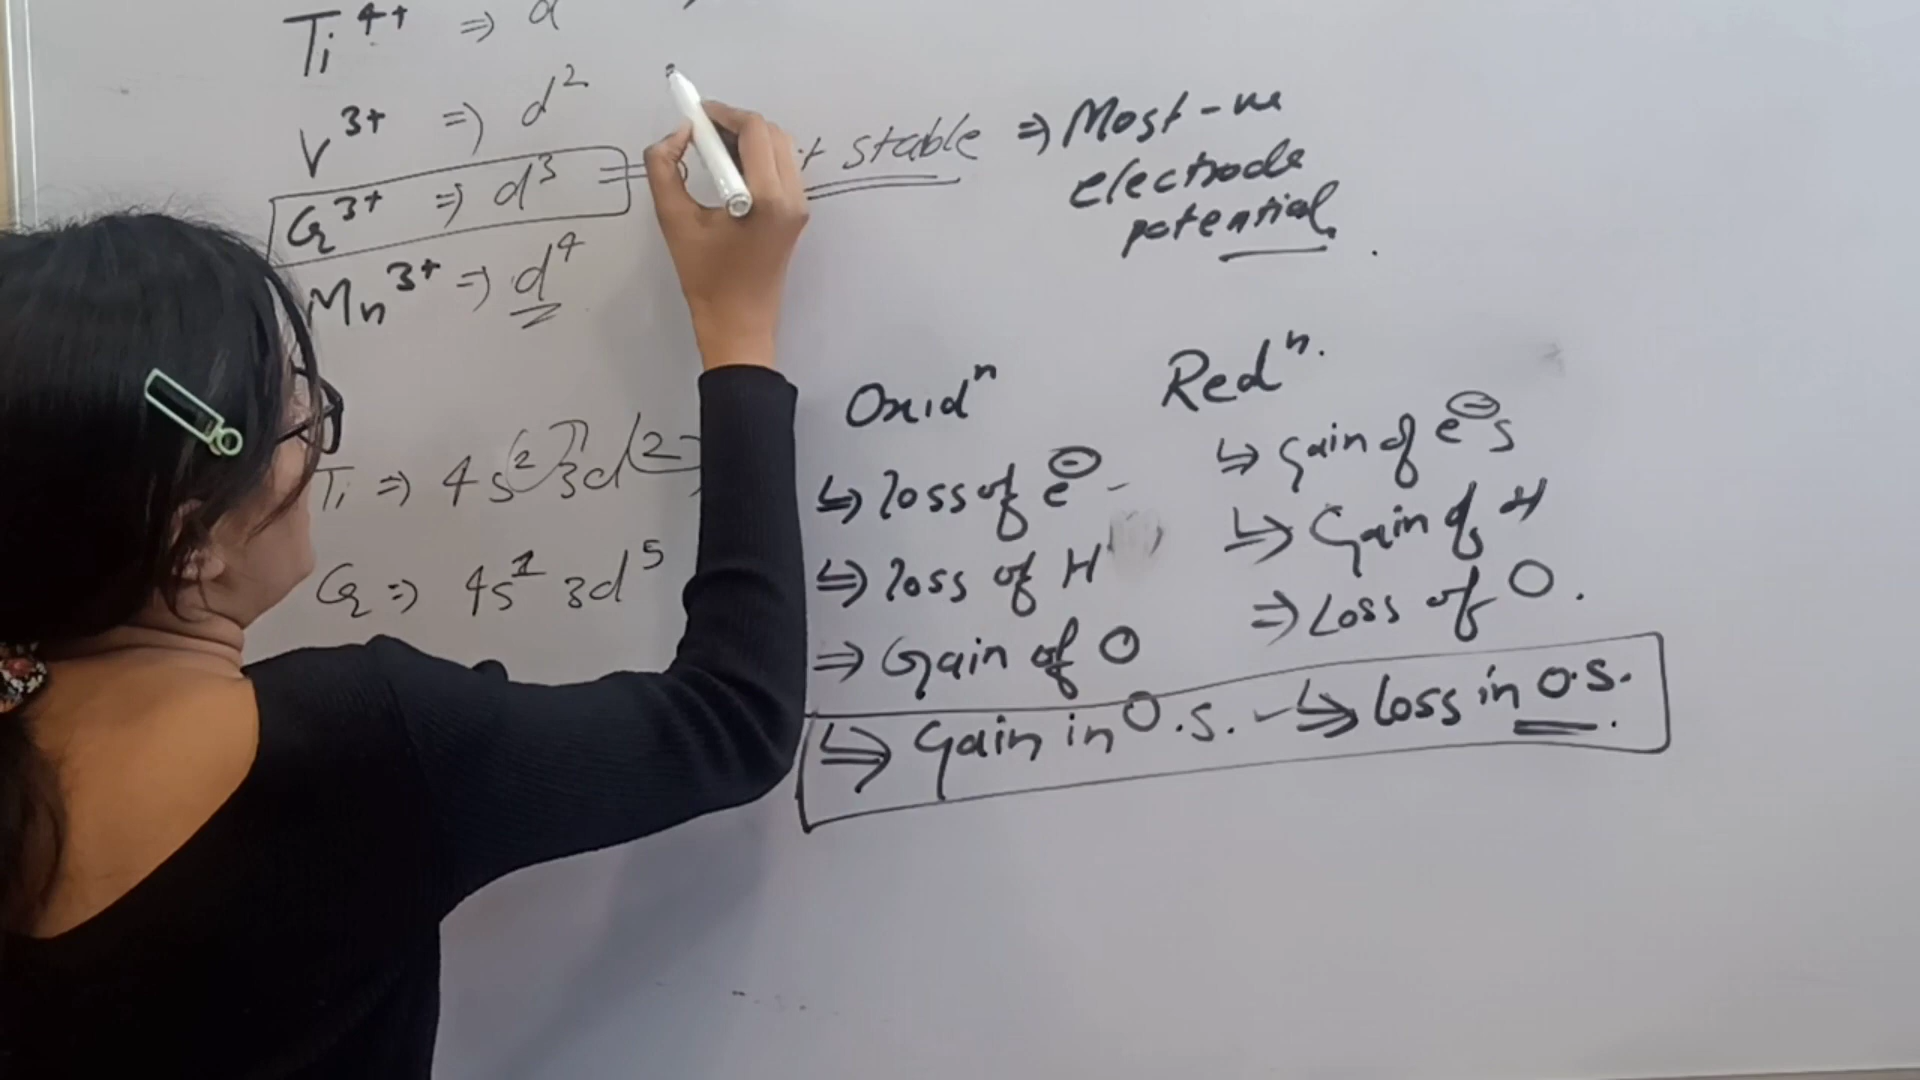 Ti⁴⁺ ⇒ d
V³⁺ ⇒ d²
Cr³⁺ ⇒ d³ ⇒ stable ⇒ Most -ve
electrode
potential.
Mn³⁺ ⇒ d⁴
Ti ⇒ 4s² 3d²
Cr ⇒ 4s¹ 3d⁵
Oxidⁿ
↳ loss of e⊖
↳ loss of H
⇒ Gain of O
↳ Gain in O.S.
Redⁿ.
↳ Gain of e⊖s
↳ Gain of H
⇒ Loss of O.
↳ Loss in O.S.